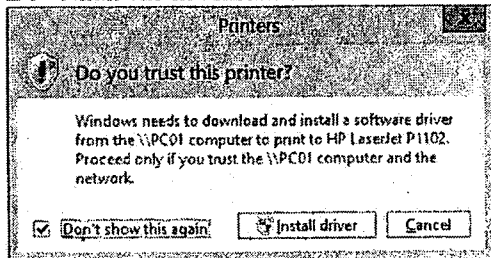 Printers
Do you trust this printer?
Windows needs to download and install a software driver
from the \\PC01 computer to print to HP LaserJet P1102.
Proceed only if you trust the \\PC01 computer and the
network.
Don't show this again
Install driver
Cancel